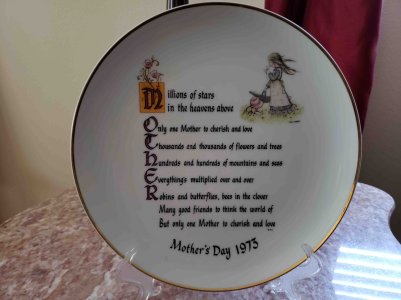 Millions of stars
in the heavens above
Only one Mother to cherish and love
Thousands and thousands of flowers and trees
Hundreds and hundreds of mountains and seas
Everything's multiplied over and over
Robins and butterflies, bees in the clover
Many good friends to think the world of
But only one Mother to cherish and love
Mother's Day 1973